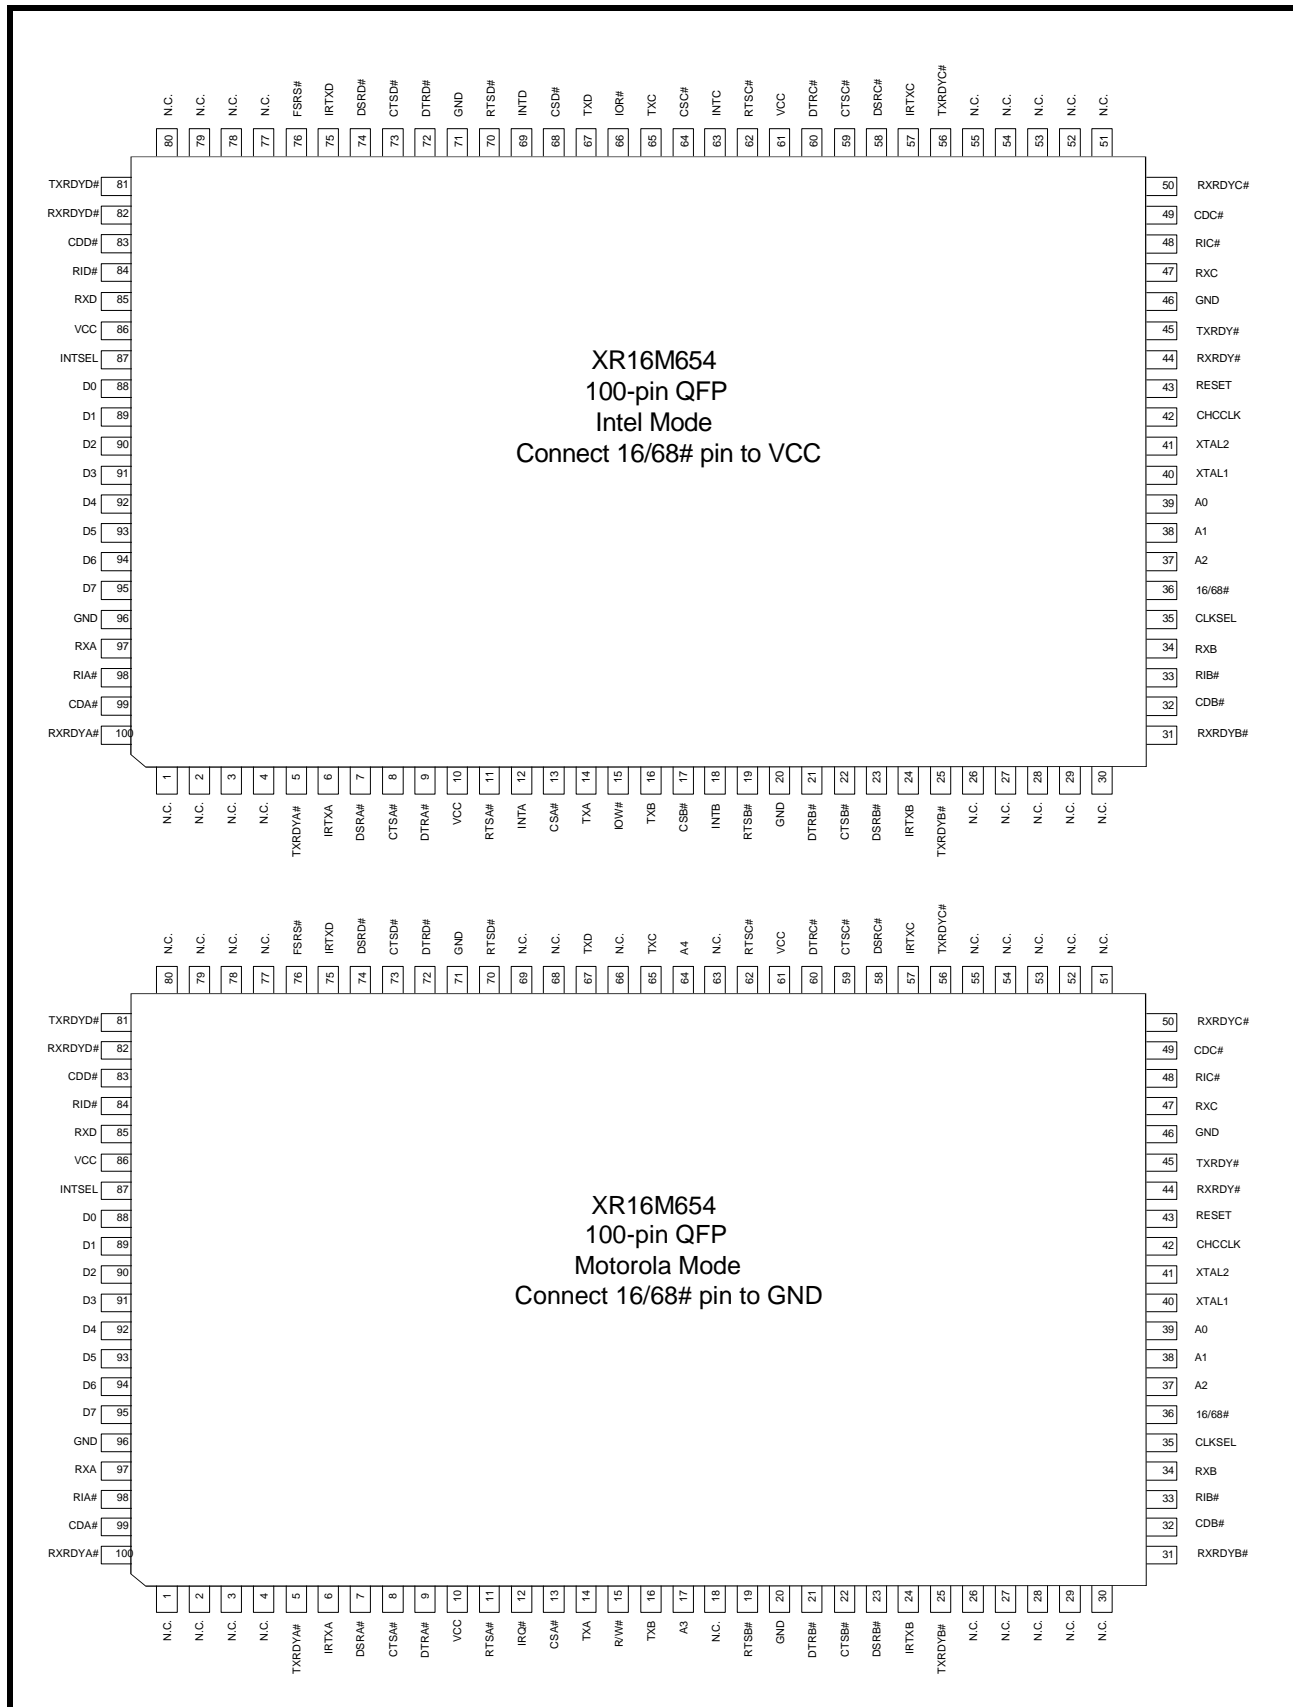 N.C. N.C. N.C. N.C. FSRS# IRTXD DSRD# CTSD# DTRD# GND RTSD# INTD CSD# TXD IOR# TXC CSC# INTC RTSC# VCC DTRC# CTSC# DSRC# IRTXC TXRDYC# N.C. N.C. N.C. N.C. N.C.
80 79 78 77 76 75 74 73 72 71 70 69 68 67 66 65 64 63 62 61 60 59 58 57 56 55 54 53 52 51
TXRDYD# 81 50 RXRDYC#
RXRDYD# 82 49 CDC#
CDD# 83 48 RIC#
RID# 84 47 RXC
RXD 85 46 GND
VCC 86 45 TXRDY#
INTSEL 87 44 RXRDY#
D0 88 43 RESET
D1 89 42 CHCCLK
D2 90 41 XTAL2
D3 91 40 XTAL1
D4 92 39 A0
D5 93 38 A1
D6 94 37 A2
D7 95 36 16/68#
GND 96 35 CLKSEL
RXA 97 34 RXB
RIA# 98 33 RIB#
CDA# 99 32 CDB#
RXRDYA# 100 31 RXRDYB#
XR16M654
100-pin QFP
Intel Mode
Connect 16/68# pin to VCC
1 2 3 4 5 6 7 8 9 10 11 12 13 14 15 16 17 18 19 20 21 22 23 24 25 26 27 28 29 30
N.C. N.C. N.C. N.C. TXRDYA# IRTXA DSRA# CTSA# DTRA# VCC RTSA# INTA CSA# TXA IOW# TXB CSB# INTB RTSB# GND DTRB# CTSB# DSRB# IRTXB TXRDYB# N.C. N.C. N.C. N.C. N.C.
N.C. N.C. N.C. N.C. FSRS# IRTXD DSRD# CTSD# DTRD# GND RTSD# N.C. N.C. TXD N.C. TXC A4 N.C. RTSC# VCC DTRC# CTSC# DSRC# IRTXC TXRDYC# N.C. N.C. N.C. N.C. N.C.
80 79 78 77 76 75 74 73 72 71 70 69 68 67 66 65 64 63 62 61 60 59 58 57 56 55 54 53 52 51
TXRDYD# 81 50 RXRDYC#
RXRDYD# 82 49 CDC#
CDD# 83 48 RIC#
RID# 84 47 RXC
RXD 85 46 GND
VCC 86 45 TXRDY#
INTSEL 87 44 RXRDY#
D0 88 43 RESET
D1 89 42 CHCCLK
D2 90 41 XTAL2
D3 91 40 XTAL1
D4 92 39 A0
D5 93 38 A1
D6 94 37 A2
D7 95 36 16/68#
GND 96 35 CLKSEL
RXA 97 34 RXB
RIA# 98 33 RIB#
CDA# 99 32 CDB#
RXRDYA# 100 31 RXRDYB#
XR16M654
100-pin QFP
Motorola Mode
Connect 16/68# pin to GND
1 2 3 4 5 6 7 8 9 10 11 12 13 14 15 16 17 18 19 20 21 22 23 24 25 26 27 28 29 30
N.C. N.C. N.C. N.C. TXRDYA# IRTXA DSRA# CTSA# DTRA# VCC RTSA# IRQ# CSA# TXA R/W# TXB A3 N.C. RTSB# GND DTRB# CTSB# DSRB# IRTXB TXRDYB# N.C. N.C. N.C. N.C. N.C.